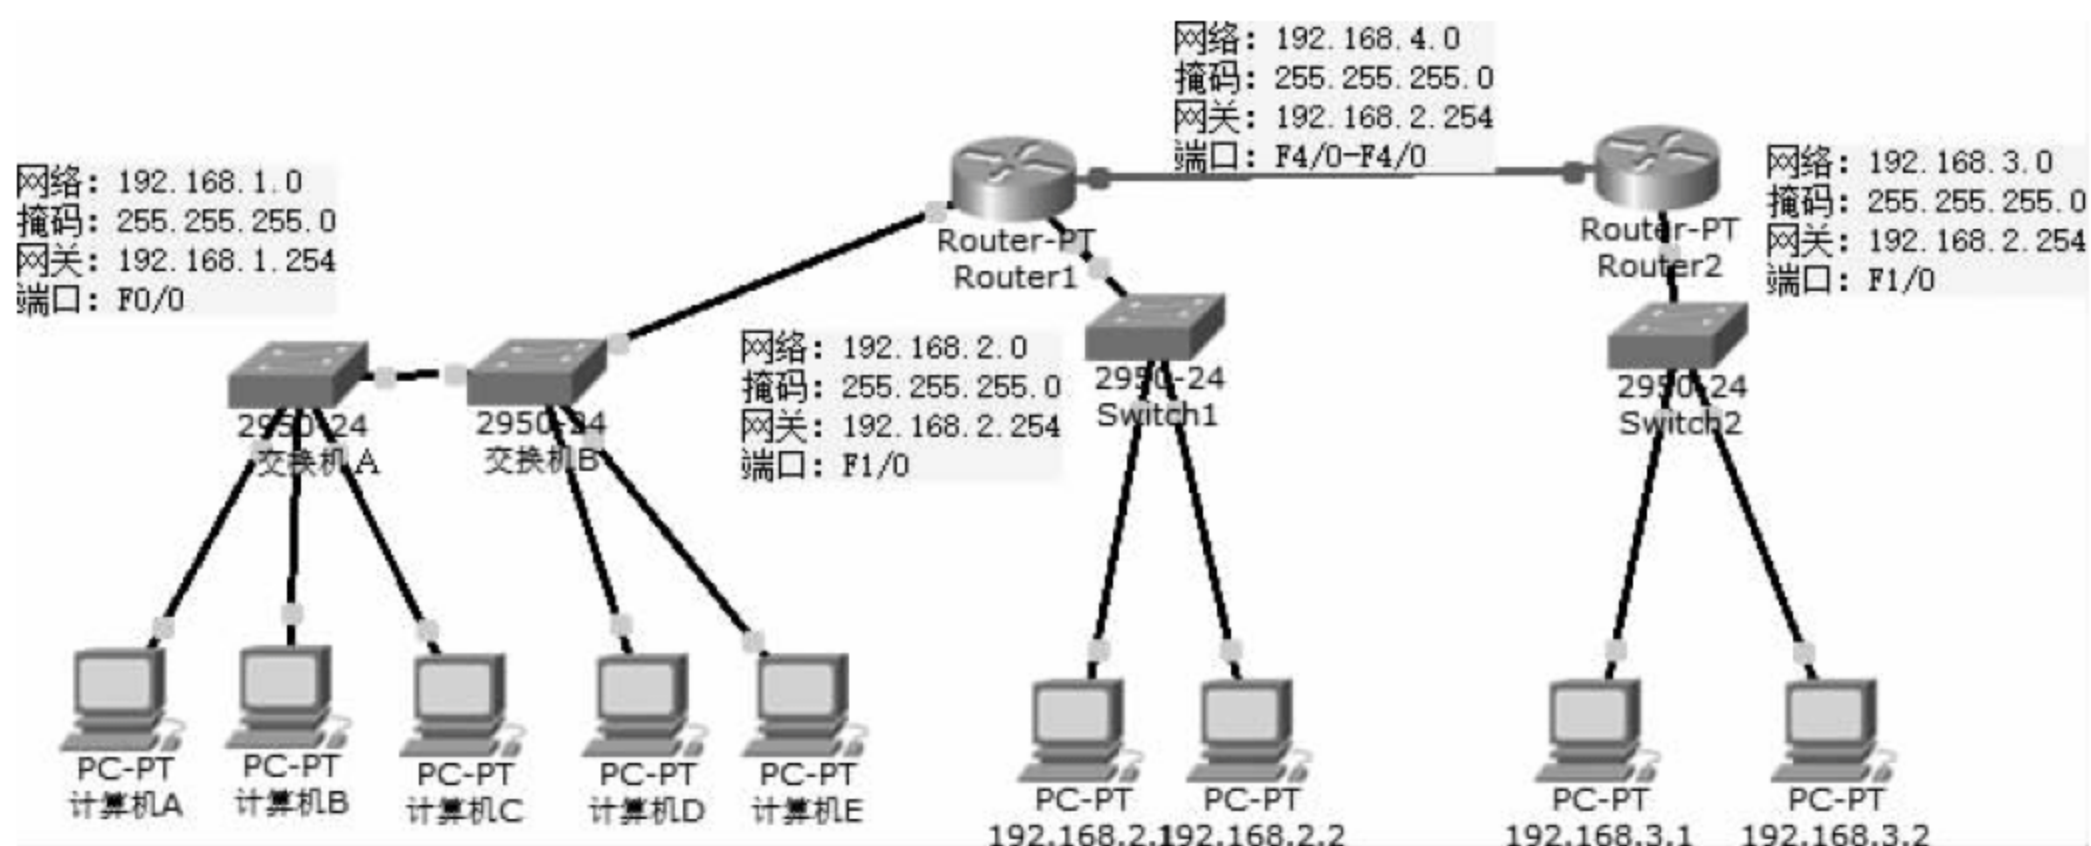 网络: 192.168.4.0
掩码: 255.255.255.0
网关: 192.168.2.254
端口: F4/0-F4/0
网络: 192.168.1.0
掩码: 255.255.255.0
网关: 192.168.1.254
端口: F0/0
网络: 192.168.3.0
掩码: 255.255.255.0
网关: 192.168.2.254
端口: F1/0
Router-PT
Router1
Router-PT
Router2
网络: 192.168.2.0
掩码: 255.255.255.0
网关: 192.168.2.254
端口: F1/0
2950-24
交换机A
2950-24
交换机B
2950-24
Switch1
2950-24
Switch2
PC-PT
计算机A
PC-PT
计算机B
PC-PT
计算机C
PC-PT
计算机D
PC-PT
计算机E
PC-PT
192.168.2.1
PC-PT
192.168.2.2
PC-PT
192.168.3.1
PC-PT
192.168.3.2